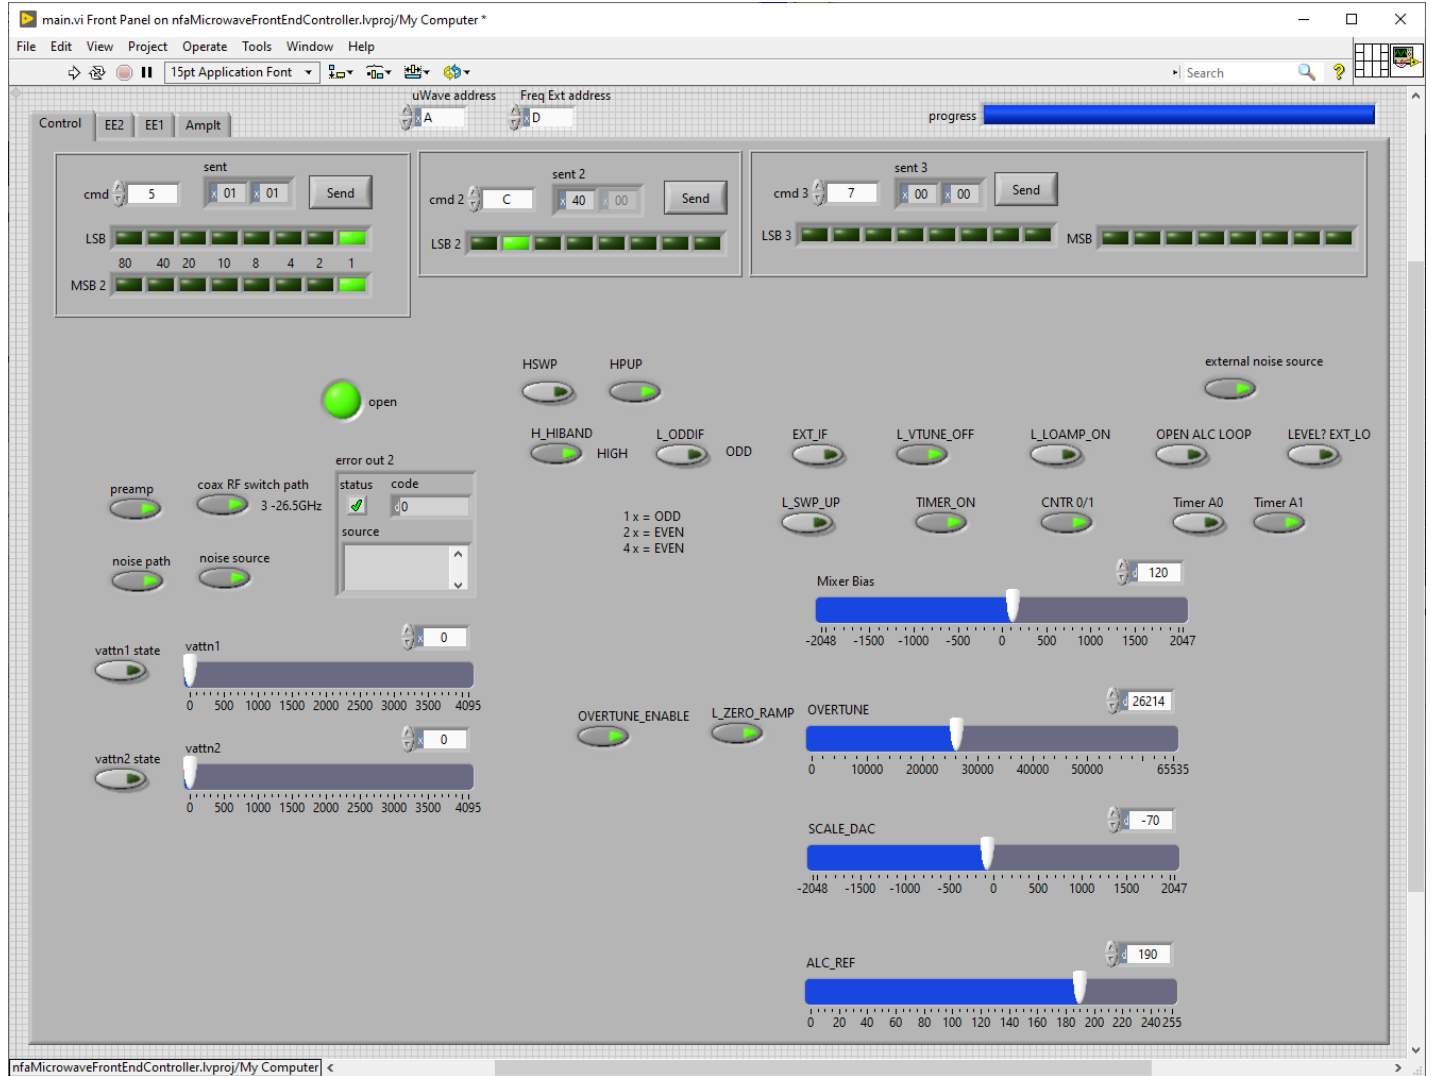 main.vi Front Panel on nfaMicrowaveFrontEndController.lvproj/My Computer *
File Edit View Project Operate Tools Window Help
15pt Application Font
Search
uWave address
x A
Freq Ext address
x D
progress
Control EE2 EE1 Amplt
cmd 5
sent
x 01 x 01
Send
LSB
80 40 20 10 8 4 2 1
MSB 2
cmd 2 C
sent 2
x 40 x 00
Send
LSB 2
cmd 3 7
sent 3
x 00 x 00
Send
LSB 3
MSB
HSWP
HPUP
external noise source
open
H_HIBAND
HIGH
L_ODDIF
ODD
EXT_IF
L_VTUNE_OFF
L_LOAMP_ON
OPEN ALC LOOP
LEVEL? EXT_LO
error out 2
status code
d 0
source
preamp
coax RF switch path
3 -26.5GHz
noise path
noise source
1 x = ODD
2 x = EVEN
4 x = EVEN
L_SWP_UP
TIMER_ON
CNTR 0/1
Timer A0
Timer A1
Mixer Bias
d 120
-2048 -1500 -1000 -500 0 500 1000 1500 2047
vattn1 state
vattn1
x 0
0 500 1000 1500 2000 2500 3000 3500 4095
OVERTUNE_ENABLE
L_ZERO_RAMP
OVERTUNE
d 26214
0 10000 20000 30000 40000 50000 65535
vattn2 state
vattn2
x 0
0 500 1000 1500 2000 2500 3000 3500 4095
SCALE_DAC
d -70
-2048 -1500 -1000 -500 0 500 1000 1500 2047
ALC_REF
d 190
0 20 40 60 80 100 120 140 160 180 200 220 240 255
nfaMicrowaveFrontEndController.lvproj/My Computer